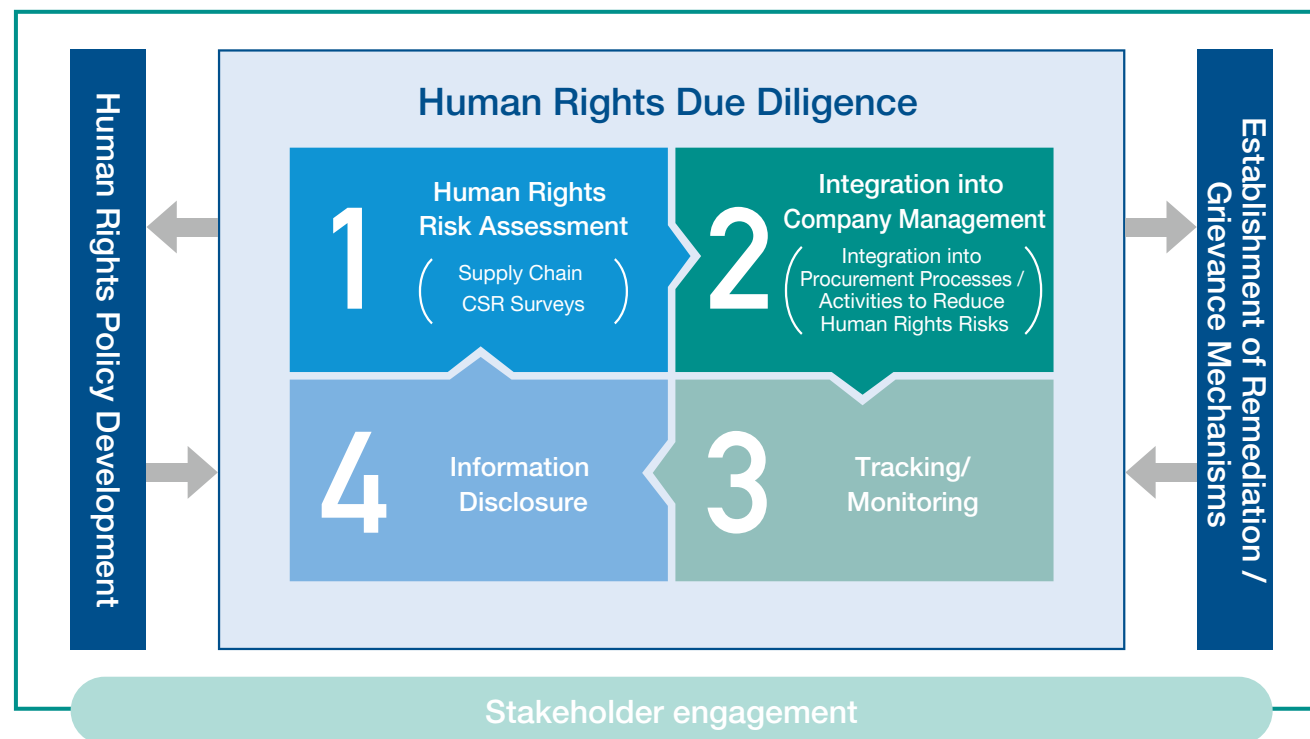 Human Rights Policy Development
Human Rights Due Diligence
1
Human Rights
Risk Assessment
(Supply Chain
CSR Surveys)
2
Integration into
Company Management
(Integration into
Procurement Processes /
Activities to Reduce
Human Rights Risks)
4
Information
Disclosure
3
Tracking/
Monitoring
Establishment of Remediation /
Grievance Mechanisms
Stakeholder engagement